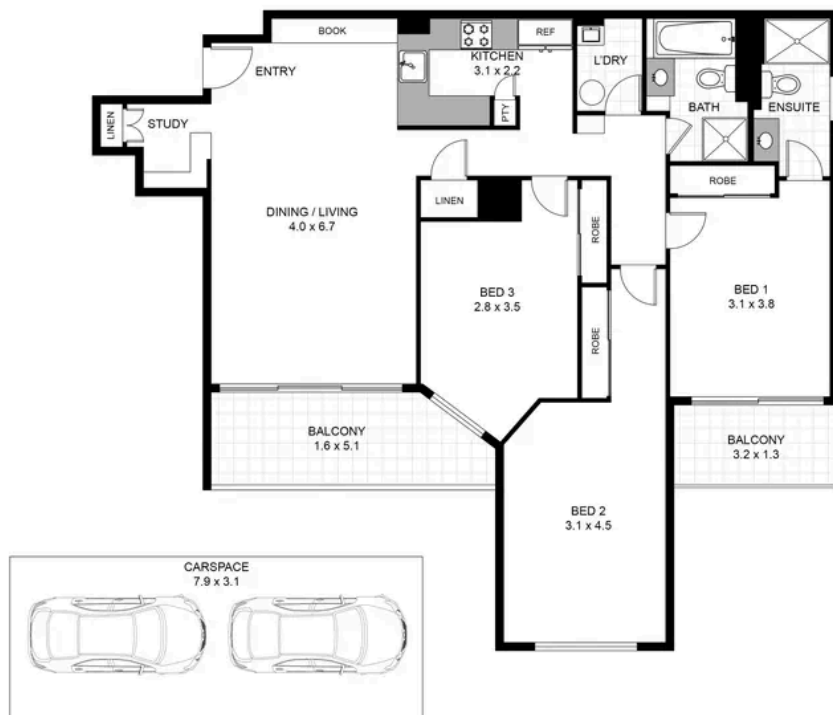 BOOK
REF
KITCHEN
3.1 x 2.2
L'DRY
ENTRY
PTY
BATH
ENSUITE
LINEN
STUDY
ROBE
LINEN
DINING / LIVING
4.0 x 6.7
ROBE
BED 3
2.8 x 3.5
BED 1
3.1 x 3.8
ROBE
BALCONY
1.6 x 5.1
BALCONY
3.2 x 1.3
BED 2
3.1 x 4.5
CARSPACE
7.9 x 3.1